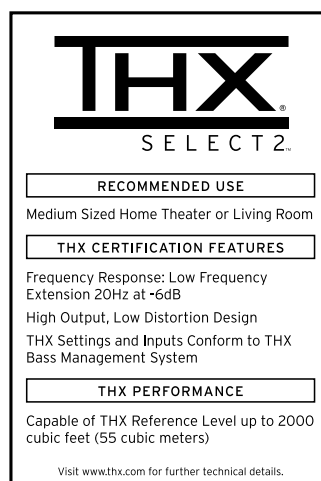 THX®
SELECT2™
RECOMMENDED USE
Medium Sized Home Theater or Living Room
THX CERTIFICATION FEATURES
Frequency Response: Low Frequency
Extension 20Hz at -6dB
High Output, Low Distortion Design
THX Settings and Inputs Conform to THX
Bass Management System
THX PERFORMANCE
Capable of THX Reference Level up to 2000
cubic feet (55 cubic meters)
Visit www.thx.com for further technical details.